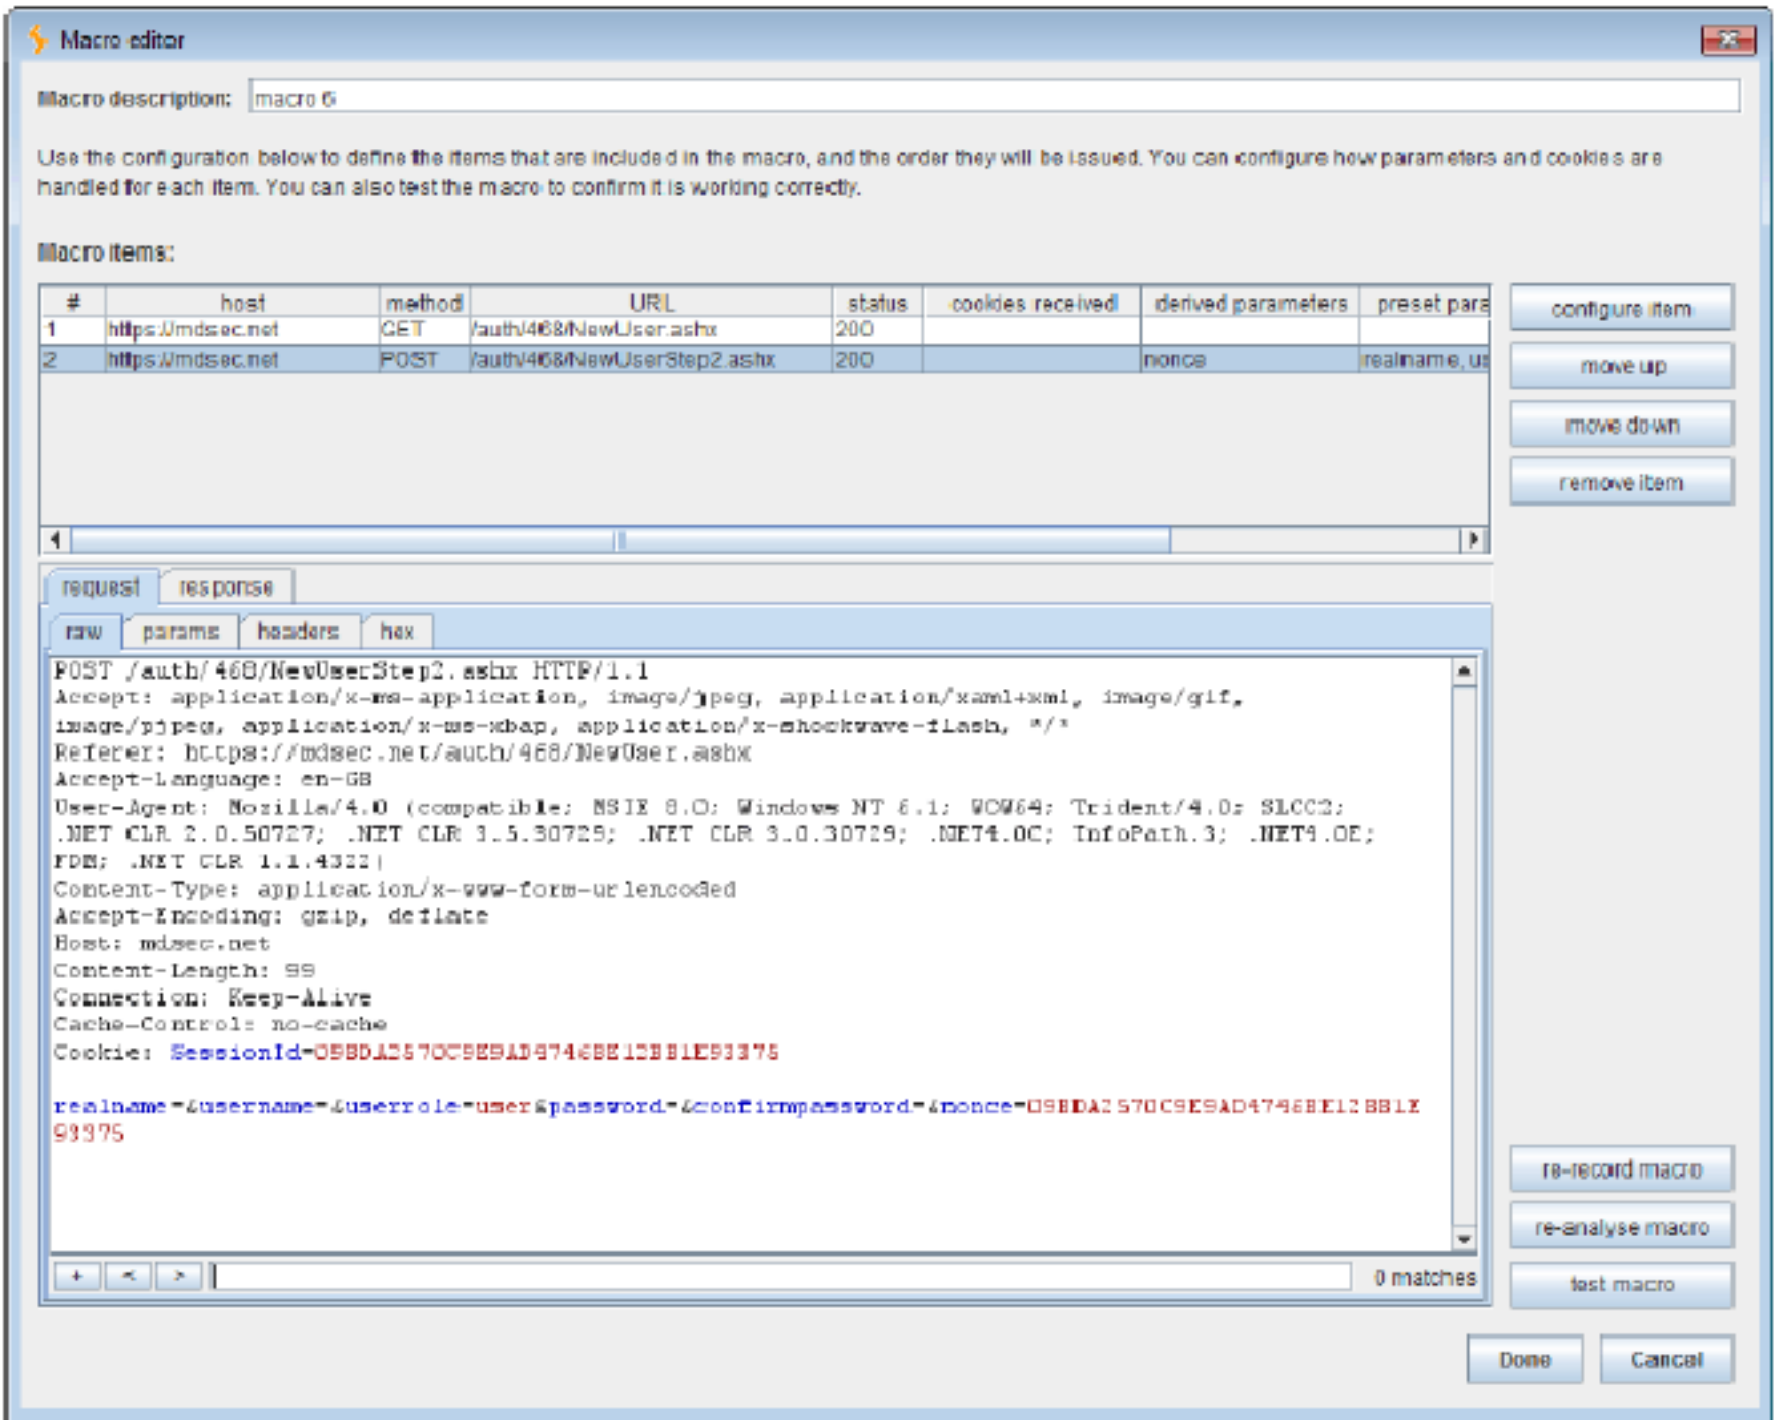 Macro editor
Macro description: macro 6
Use the configuration below to define the items that are included in the macro, and the order they will be issued. You can configure how parameters and cookies are
handled for each item. You can also test the macro to confirm it is working correctly.
Macro items:
# host method URL status cookies received derived parameters preset para
1 https://mdsec.net GET /auth/468/NewUser.ashx 200
2 https://mdsec.net POST /auth/468/NewUserStep2.ashx 200 nonce realname, us
configure item
move up
move down
remove item
request response
raw params headers hex
POST /auth/468/NewUserStep2.ashx HTTP/1.1
Accept: application/x-ms-application, image/jpeg, application/xaml+xml, image/gif,
image/pjpeg, application/x-ms-xbap, application/x-shockwave-flash, */*
Referer: https://mdsec.net/auth/468/NewUser.ashx
Accept-Language: en-GB
User-Agent: Mozilla/4.0 (compatible; MSIE 8.0; Windows NT 6.1; WOW64; Trident/4.0; SLCC2;
.NET CLR 2.0.50727; .NET CLR 3.5.30729; .NET CLR 3.0.30729; .NET4.0C; InfoPath.3; .NET4.0E;
FDM; .NET CLR 1.1.4322)
Content-Type: application/x-www-form-urlencoded
Accept-Encoding: gzip, deflate
Host: mdsec.net
Content-Length: 99
Connection: Keep-Alive
Cache-Control: no-cache
Cookie: SessionId=
realname=&username=&userrole=user&password=&confirmpassword=&nonce=
93375
+ < > 0 matches
re-record macro
re-analyse macro
test macro
Done Cancel